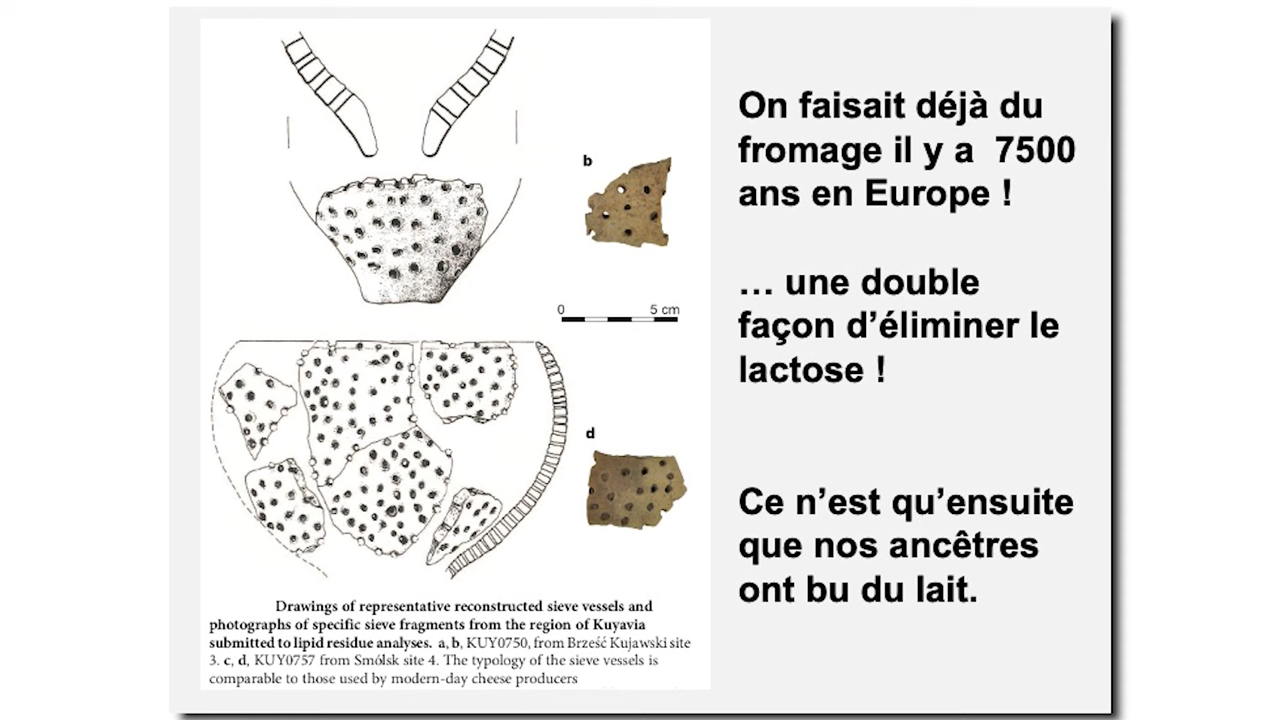 On faisait déjà du
fromage il y a 7500
ans en Europe !
… une double
façon d’éliminer le
lactose !
Ce n’est qu’ensuite
que nos ancêtres
ont bu du lait.
b
0 5 cm
d
Drawings of representative reconstructed sieve vessels and
photographs of specific sieve fragments from the region of Kuyavia
submitted to lipid residue analyses. a, b, KUY0750, from Brześć Kujawski site
3. c, d, KUY0757 from Smólsk site 4. The typology of the sieve vessels is
comparable to those used by modern-day cheese producers